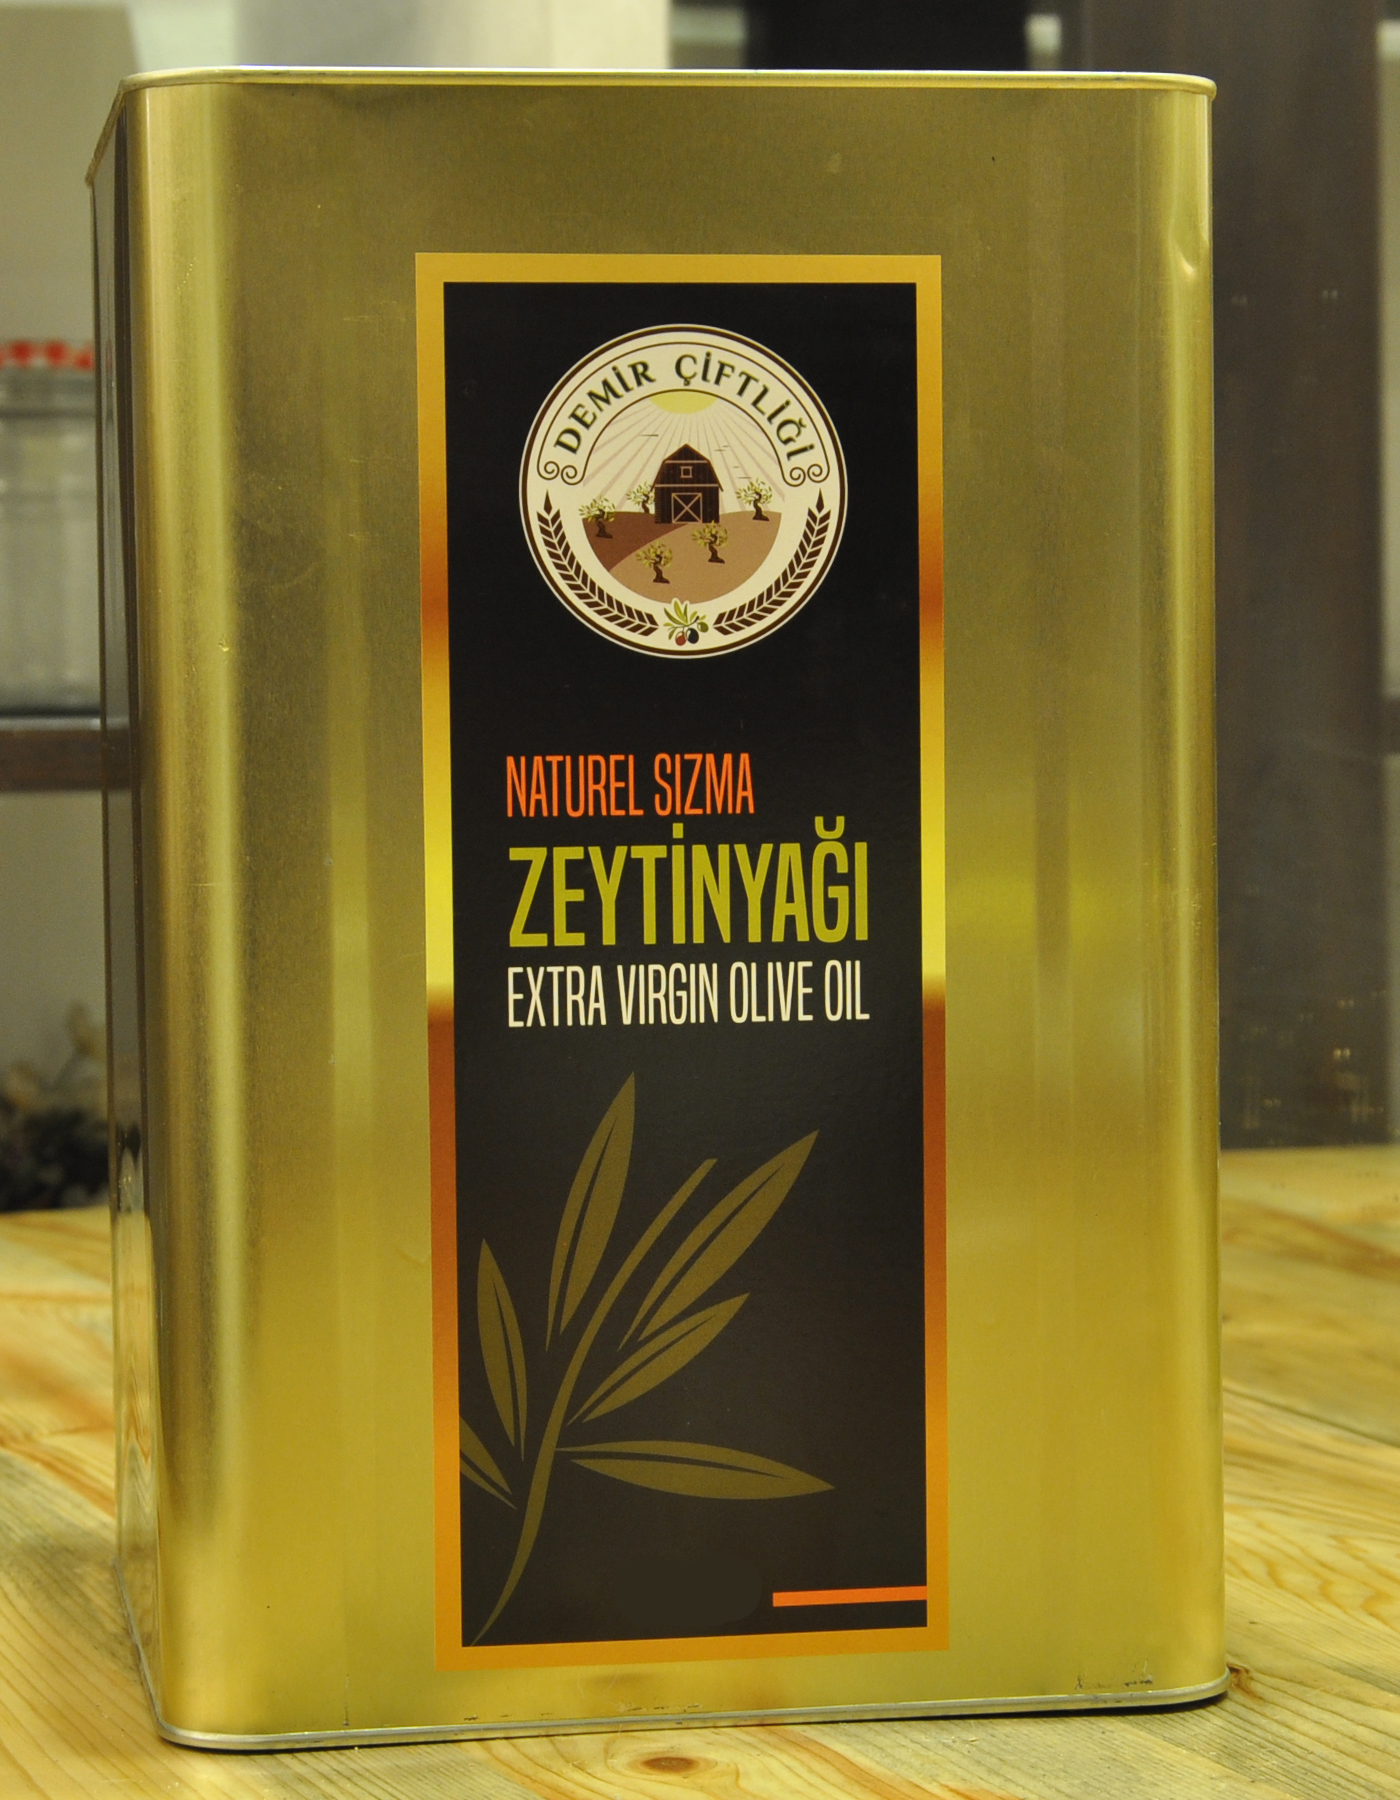 DEMİR ÇİFTLİĞİ
NATUREL SIZMA
ZEYTİNYAĞI
EXTRA VIRGIN OLIVE OIL